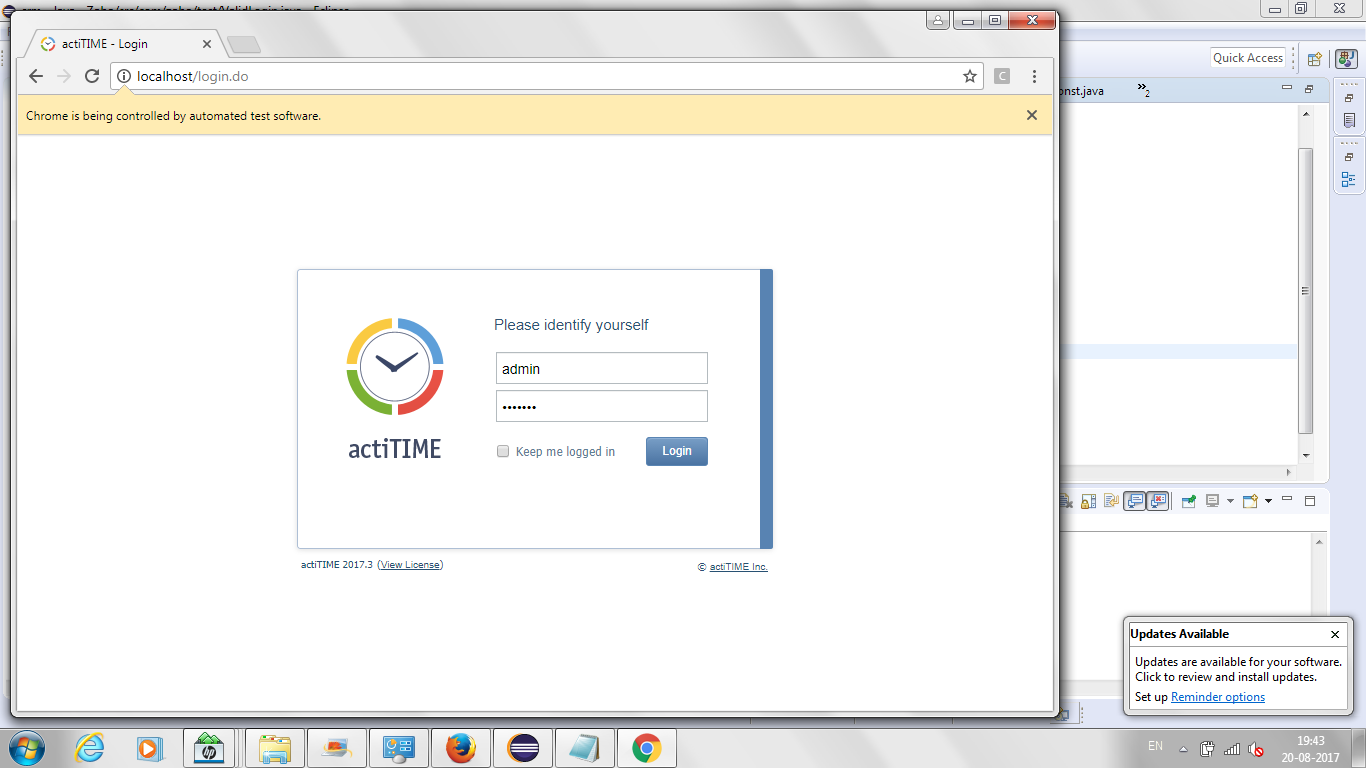 actiTIME - Login
localhost/login.do
C
Chrome is being controlled by automated test software.
Quick Access
onst.java
2
Please identify yourself
admin
•••••••
Keep me logged in
Login
actiTIME
actiTIME 2017.3 (View License)
© actiTIME Inc.
Updates Available
Updates are available for your software.
Click to review and install updates.
Set up Reminder options
hp
EN
19:43
20-08-2017